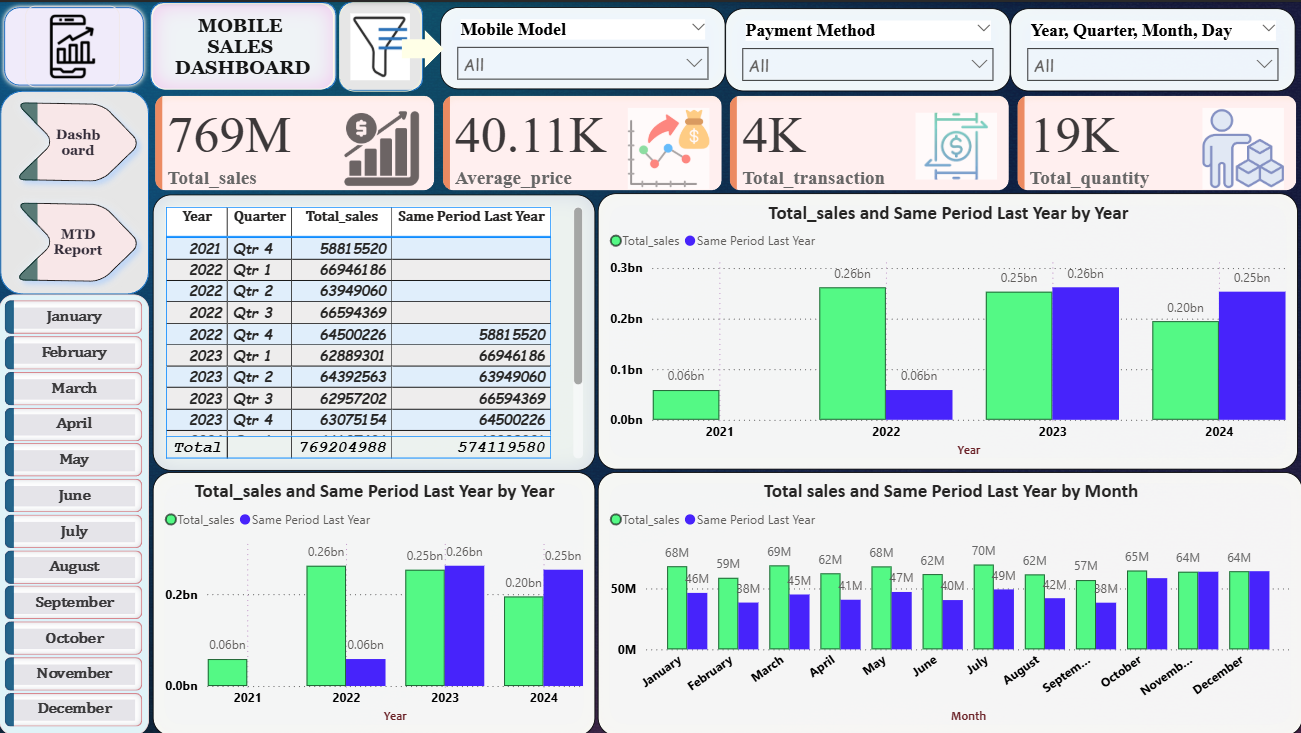 MOBILE
SALES
DASHBOARD
Mobile Model
All
Payment Method
All
Year, Quarter, Month, Day
All
Dashb
oard
MTD
Report
January
February
March
April
May
June
July
August
September
October
November
December
769M
Total_sales
40.11K
Average_price
4K
Total_transaction
19K
Total_quantity
Year Quarter Total_sales Same Period Last Year
2021 Qtr 4 58815520
2022 Qtr 1 66946186
2022 Qtr 2 63949060
2022 Qtr 3 66594369
2022 Qtr 4 64500226 58815520
2023 Qtr 1 62889301 66946186
2023 Qtr 2 64392563 63949060
2023 Qtr 3 62957202 66594369
2023 Qtr 4 63075154 64500226
Total 769204988 574119580
Total_sales and Same Period Last Year by Year
Total_sales Same Period Last Year
0.3bn
0.2bn
0.1bn
0.0bn
0.06bn
0.26bn
0.06bn
0.25bn
0.26bn
0.20bn
0.25bn
2021 2022 2023 2024
Year
Total_sales and Same Period Last Year by Year
Total_sales Same Period Last Year
0.2bn
0.0bn
0.06bn
0.26bn
0.06bn
0.25bn
0.26bn
0.20bn
0.25bn
2021 2022 2023 2024
Year
Total sales and Same Period Last Year by Month
Total_sales Same Period Last Year
50M
0M
68M 46M 59M 38M 69M 45M 62M 41M 68M 47M 62M 40M 70M 49M 62M 42M 57M 38M 65M 64M 64M
January February March April May June July August Septem... October Novemb... December
Month